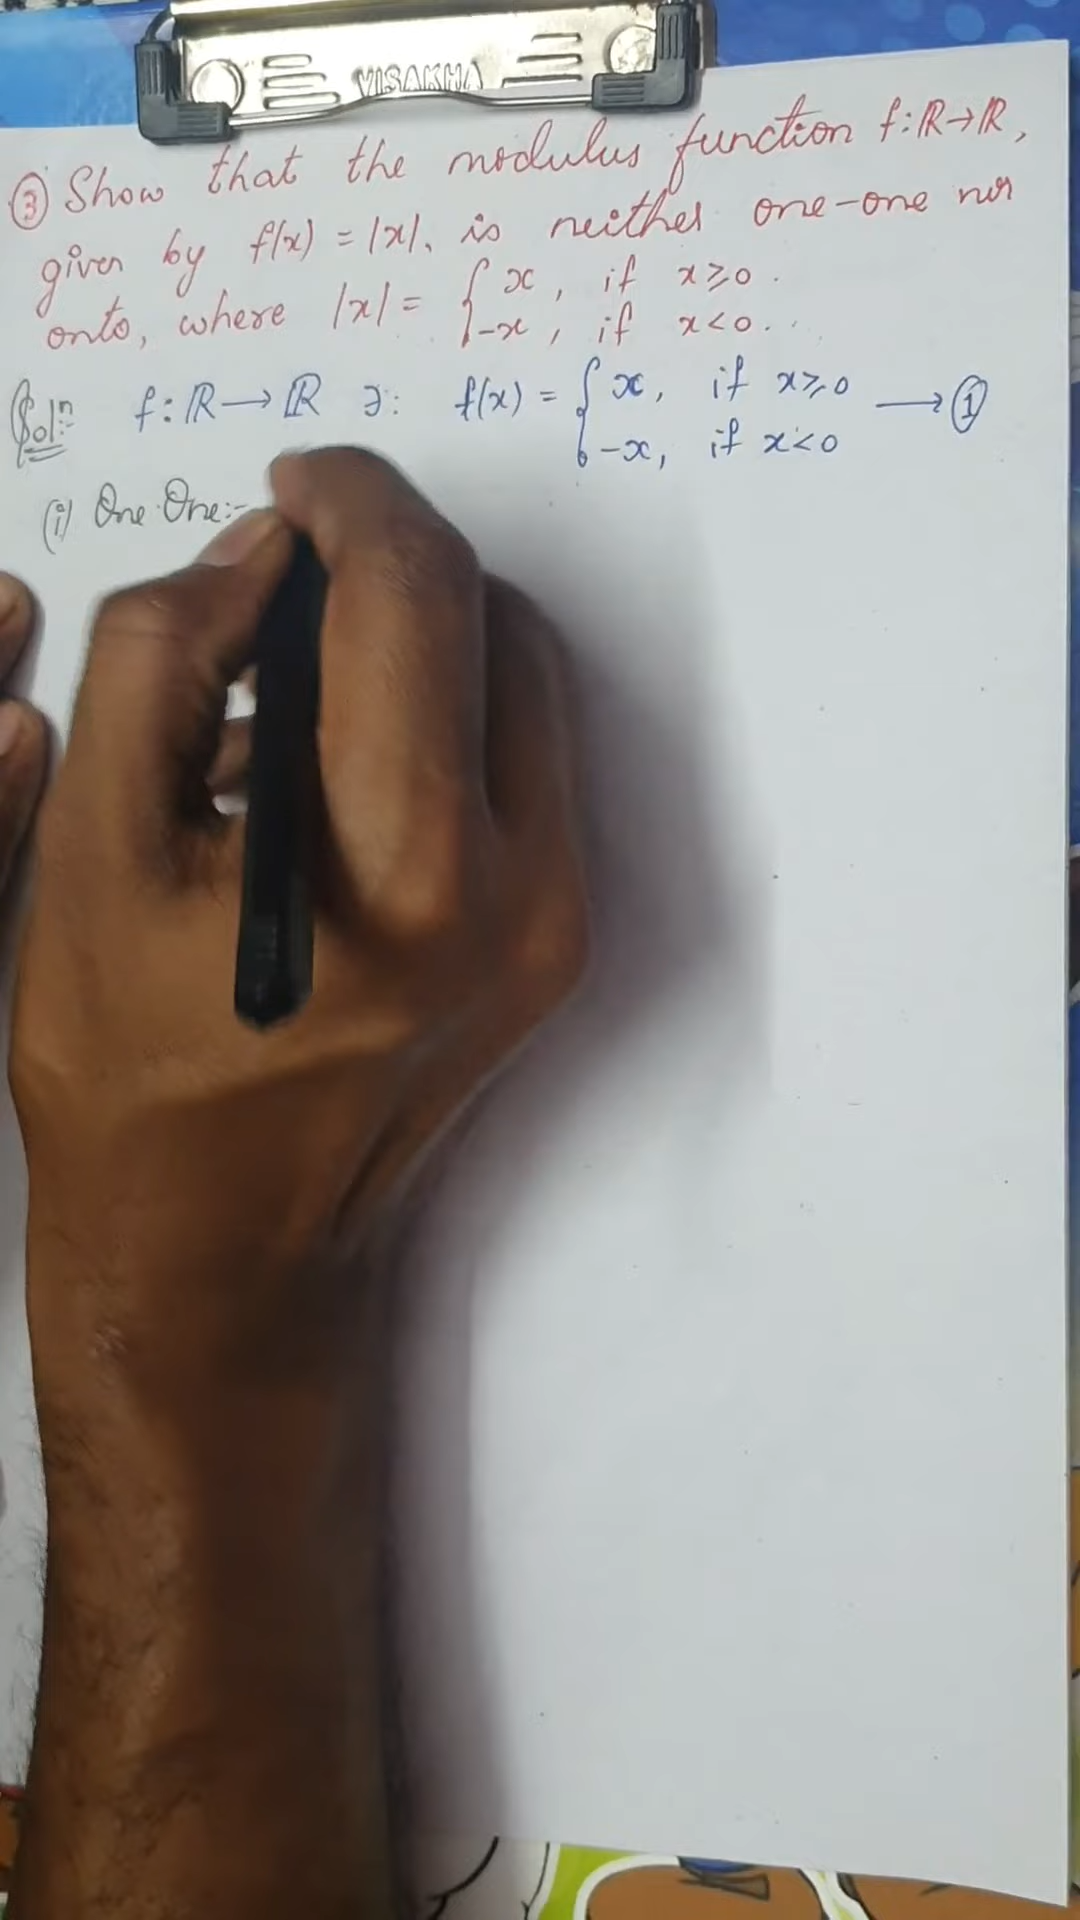 VISAKHA
③ Show that the modulus function f:ℝ→ℝ,
given by f(x) = |x|, is neither one-one nor
onto, where |x| = { x, if x≥0.
-x, if x<0.
Solⁿ:- f:ℝ→ℝ ∋: f(x) = { x, if x≥0 → ①
-x, if x<0
(i) One-One:-